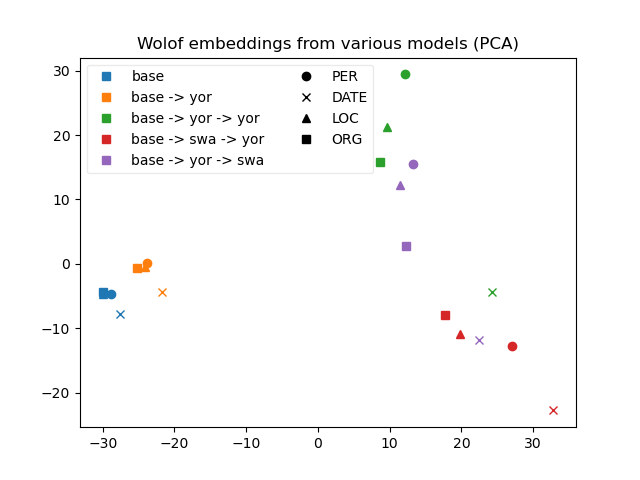 Wolof embeddings from various models (PCA)
base
base -> yor
base -> yor -> yor
base -> swa -> yor
base -> yor -> swa
PER
DATE
LOC
ORG
30
20
10
0
−10
−20
−30 −20 −10 0 10 20 30